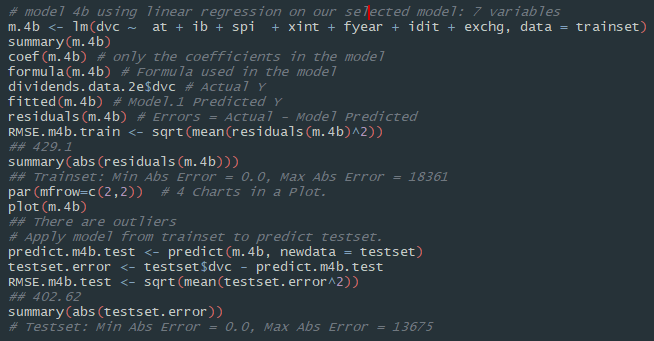 # model 4b using linear regression on our selected model: 7 variables
m.4b <- lm(dvc ~  at + ib + spi  + xint + fyear + idit + exchg, data = trainset)
summary(m.4b)
coef(m.4b) # only the coefficients in the model
formula(m.4b) # Formula used in the model
dividends.data.2e$dvc # Actual Y
fitted(m.4b) # Model.1 Predicted Y
residuals(m.4b) # Errors = Actual - Model Predicted
RMSE.m4b.train <- sqrt(mean(residuals(m.4b)^2))
## 429.1
summary(abs(residuals(m.4b)))
## Trainset: Min Abs Error = 0.0, Max Abs Error = 18361
par(mfrow=c(2,2))  # 4 Charts in a Plot.
plot(m.4b)
## There are outliers
# Apply model from trainset to predict testset.
predict.m4b.test <- predict(m.4b, newdata = testset)
testset.error <- testset$dvc - predict.m4b.test
RMSE.m4b.test <- sqrt(mean(testset.error^2))
## 402.62
summary(abs(testset.error))
# Testset: Min Abs Error = 0.0, Max Abs Error = 13675